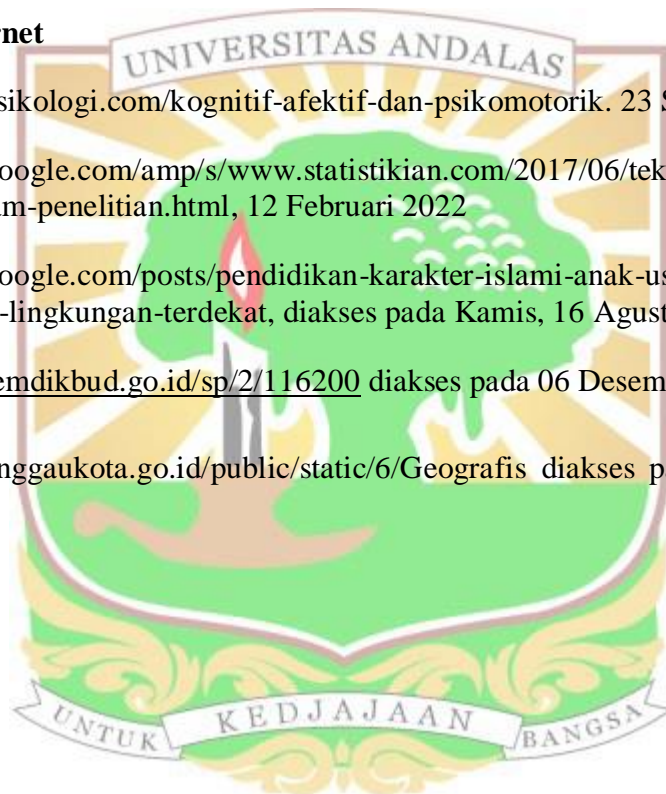 rnet
UNIVERSITAS ANDALAS
sikologi.com/kognitif-afektif-dan-psikomotorik. 23 S
oogle.com/amp/s/www.statistikian.com/2017/06/tek
m-penelitian.html, 12 Februari 2022
oogle.com/posts/pendidikan-karakter-islami-anak-us
-lingkungan-terdekat, diakses pada Kamis, 16 Agust
emdikbud.go.id/sp/2/116200 diakses pada 06 Desem
nggaukota.go.id/public/static/6/Geografis diakses p
UNTUK KEDJAJAAN BANGSA